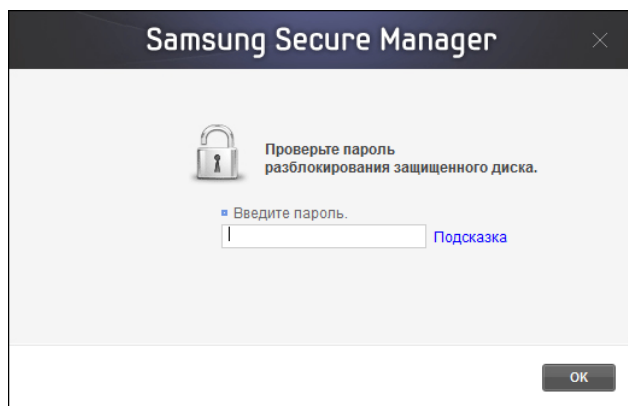 Samsung Secure Manager
Проверьте пароль
разблокирования защищенного диска.
Введите пароль.
Подсказка
OK